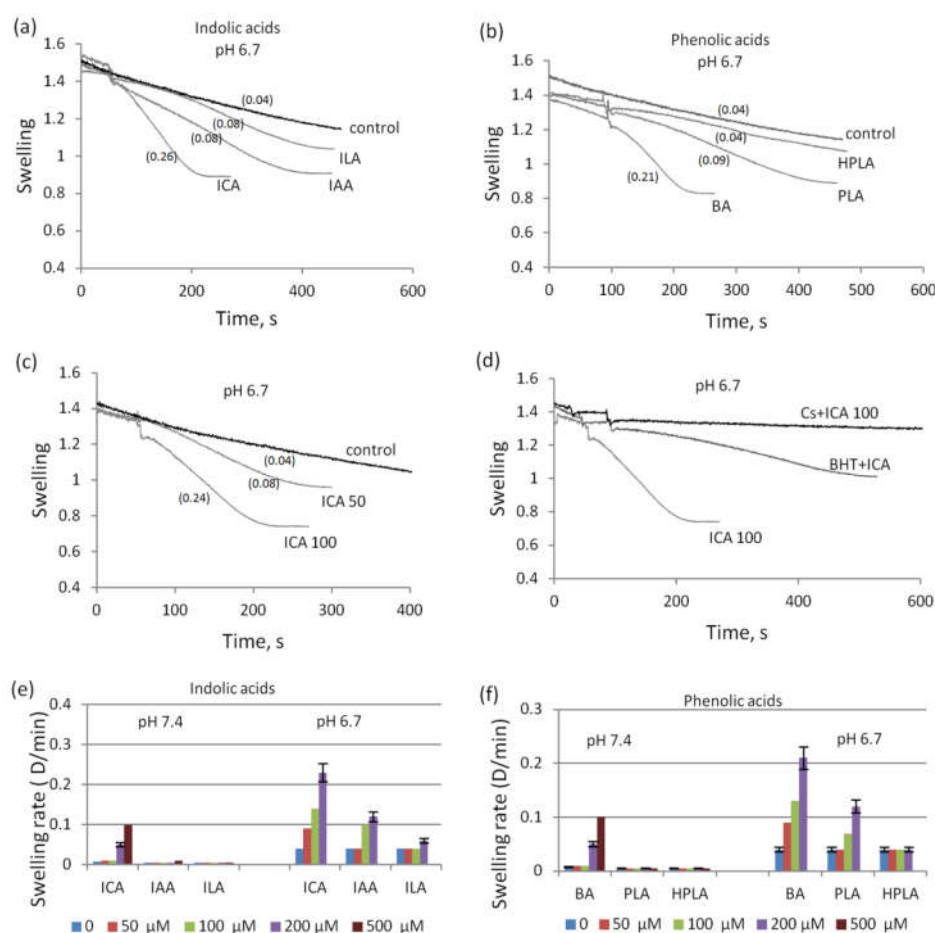 (a)
Indolic acids
pH 6.7
Swelling
1.6
1.4
1.2
1
0.8
0.6
0.4
(0.04)
(0.08)
(0.08)
(0.26)
control
ILA
IAA
ICA
0
200
400
600
Time, s
(b)
Phenolic acids
pH 6.7
Swelling
1.6
1.4
1.2
1
0.8
0.6
0.4
(0.04)
(0.04)
(0.09)
(0.21)
control
HPLA
PLA
BA
0
100
200
300
400
500
600
Time, s
(c)
pH 6.7
Swelling
1.6
1.4
1.2
1
0.8
0.6
0.4
(0.04)
(0.08)
(0.24)
control
ICA 50
ICA 100
0
100
200
300
400
Time, s
(d)
pH 6.7
Swelling
1.6
1.4
1.2
1
0.8
0.6
0.4
Cs+ICA 100
BHT+ICA
ICA 100
0
200
400
600
Time, s
(e)
Indolic acids
pH 7.4
pH 6.7
Swelling rate ( D/min)
0.4
0.3
0.2
0.1
0
ICA
IAA
ILA
ICA
IAA
ILA
0
50 μM
100 μM
200 μM
500 μM
(f)
Phenolic acids
pH 7.4
pH 6.7
Swelling rate (D/min)
0.3
0.2
0.1
0
BA
PLA
HPLA
BA
PLA
HPLA
0
50 μM
100 μM
200 μM
500 μM